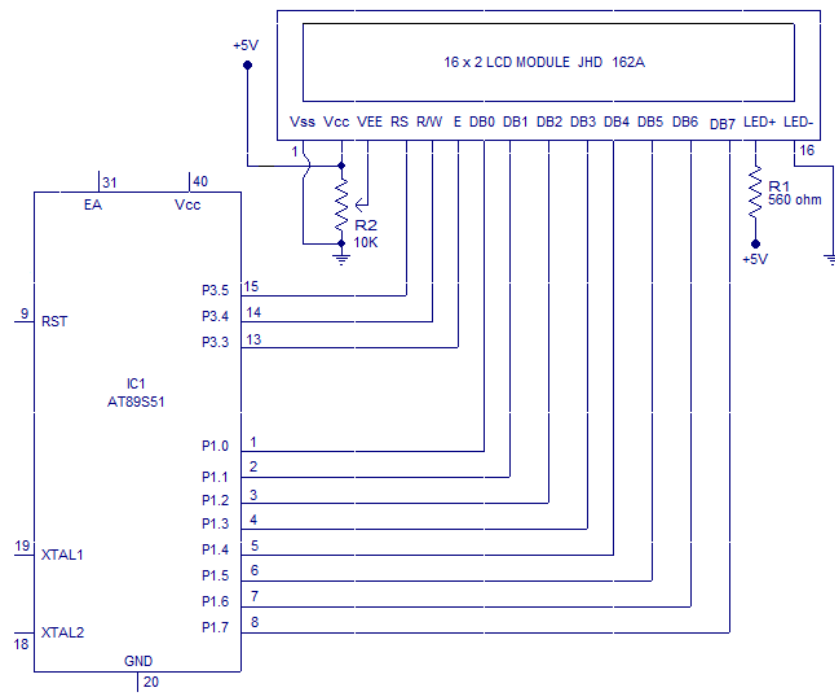 +5V
16 x 2 LCD MODULE JHD 162A
Vss Vcc VEE RS R/W E DB0 DB1 DB2 DB3 DB4 DB5 DB6 DB7 LED+ LED-
1 16
R1
560 ohm
R2
10K
+5V
31 40
EA Vcc
P3.5 15
9 RST P3.4 14
P3.3 13
IC1
AT89S51
P1.0 1
P1.1 2
P1.2 3
P1.3 4
19 XTAL1 P1.4 5
P1.5 6
P1.6 7
18 XTAL2 P1.7 8
GND
20